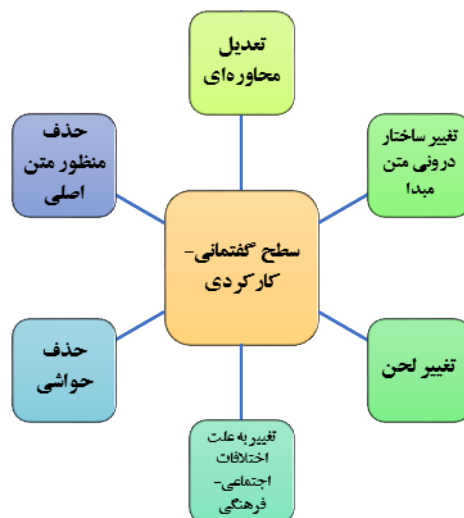 تعدیل
محاوره‌ای
تغییر ساختار
درونی متن
مبدا
حذف
منظور متن
اصلی
سطح گفتمانی-
کارکردی
تغییر لحن
حذف
حواشی
تغییر به علت
اختلافات
اجتماعی-
فرهنگی